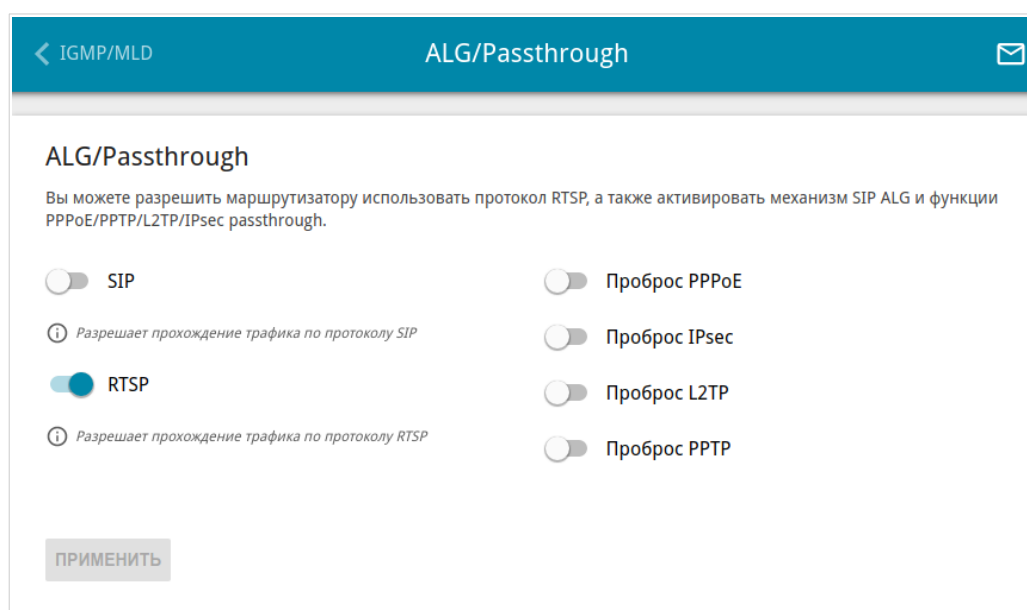 IGMP/MLD
ALG/Passthrough
ALG/Passthrough
Вы можете разрешить маршрутизатору использовать протокол RTSP, а также активировать механизм SIP ALG и функции
PPPoE/PPTP/L2TP/IPsec passthrough.
SIP
Разрешает прохождение трафика по протоколу SIP
RTSP
Разрешает прохождение трафика по протоколу RTSP
Проброс PPPoE
Проброс IPsec
Проброс L2TP
Проброс PPTP
ПРИМЕНИТЬ